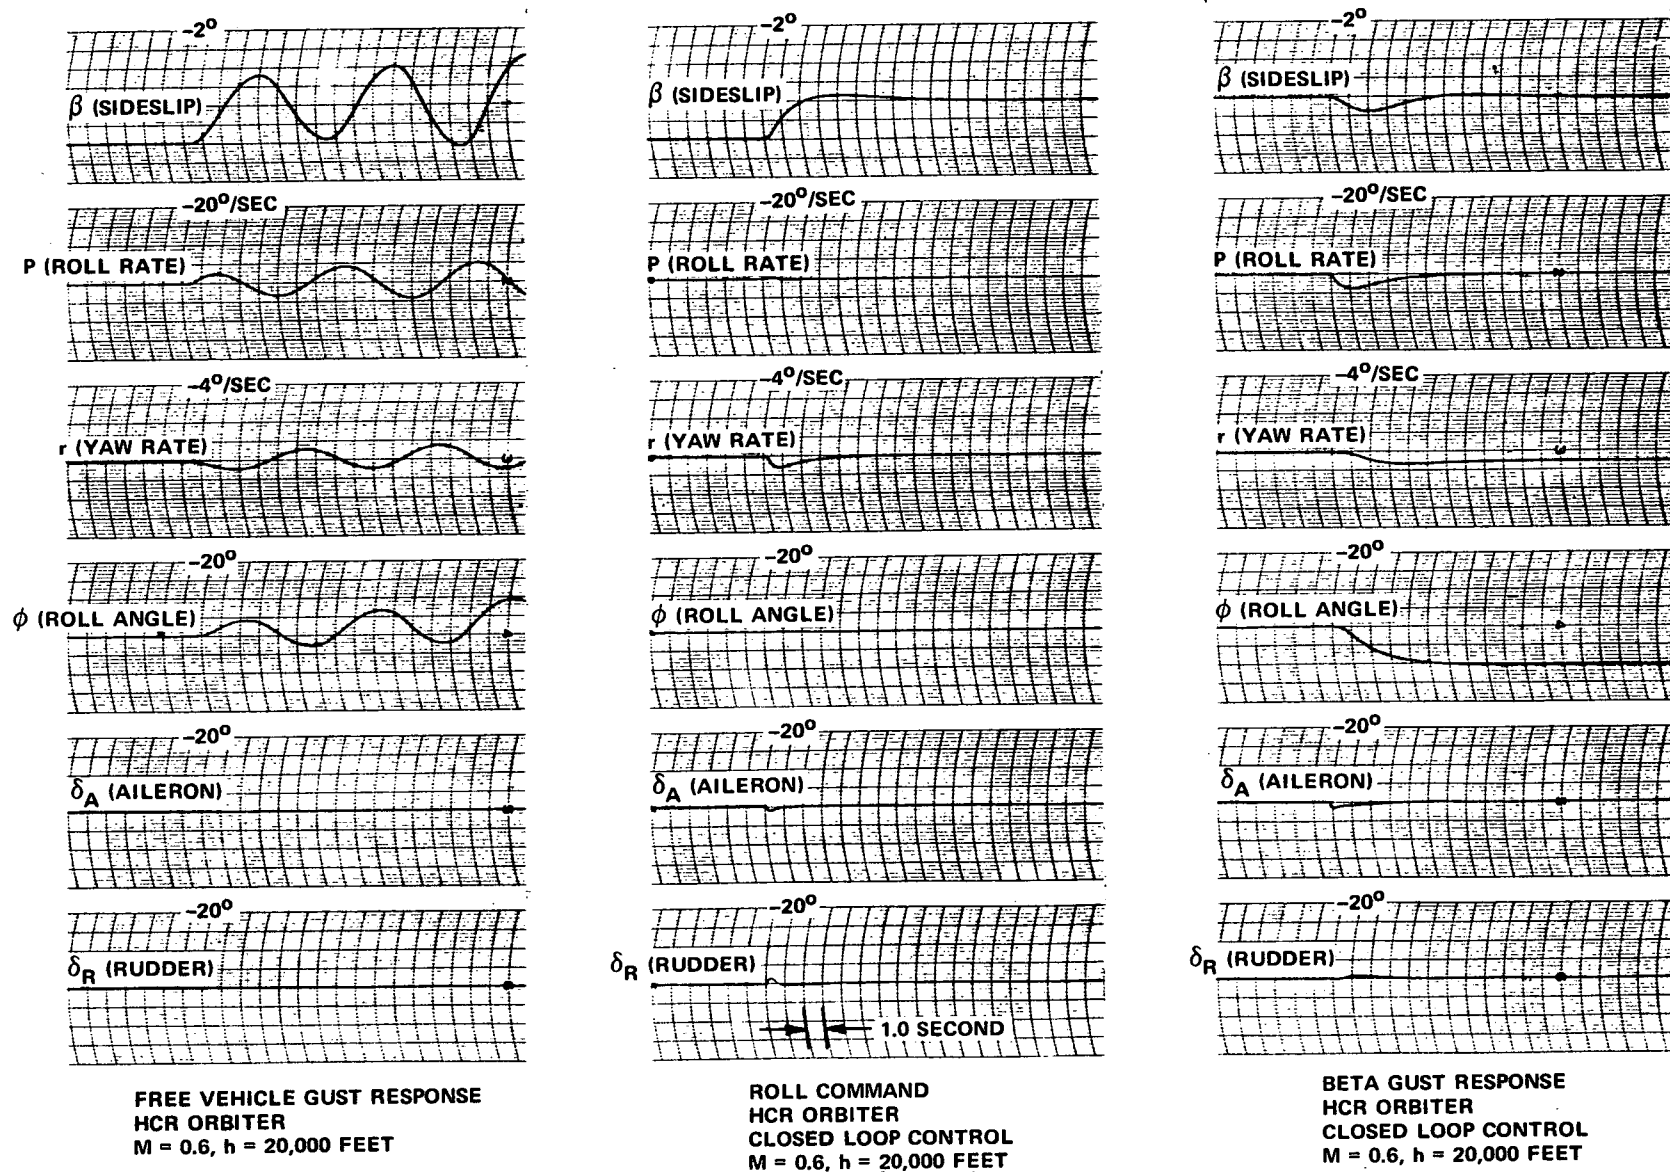 -2°
β (SIDESLIP)
-20°/SEC
P (ROLL RATE)
-4°/SEC
r (YAW RATE)
-20°
ϕ (ROLL ANGLE)
-20°
δA (AILERON)
-20°
δR (RUDDER)
FREE VEHICLE GUST RESPONSE
HCR ORBITER
M = 0.6, h = 20,000 FEET
-2°
β (SIDESLIP)
-20°/SEC
P (ROLL RATE)
-4°/SEC
r (YAW RATE)
-20°
ϕ (ROLL ANGLE)
-20°
δA (AILERON)
-20°
δR (RUDDER)
1.0 SECOND
ROLL COMMAND
HCR ORBITER
CLOSED LOOP CONTROL
M = 0.6, h = 20,000 FEET
-2°
β (SIDESLIP)
-20°/SEC
P (ROLL RATE)
-4°/SEC
r (YAW RATE)
-20°
ϕ (ROLL ANGLE)
-20°
δA (AILERON)
-20°
δR (RUDDER)
BETA GUST RESPONSE
HCR ORBITER
CLOSED LOOP CONTROL
M = 0.6, h = 20,000 FEET